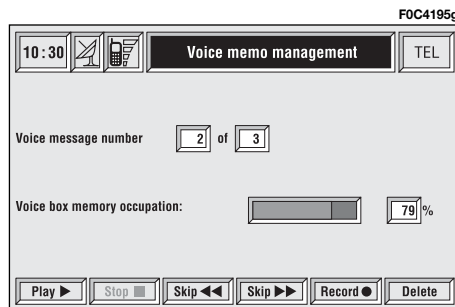 F0C4195g
10:30 Voice memo management TEL
Voice message number 2 of 3
Voice box memory occupation: 79 %
Play ▶ Stop ■ Skip ◀◀ Skip ▶▶ Record ● Delete